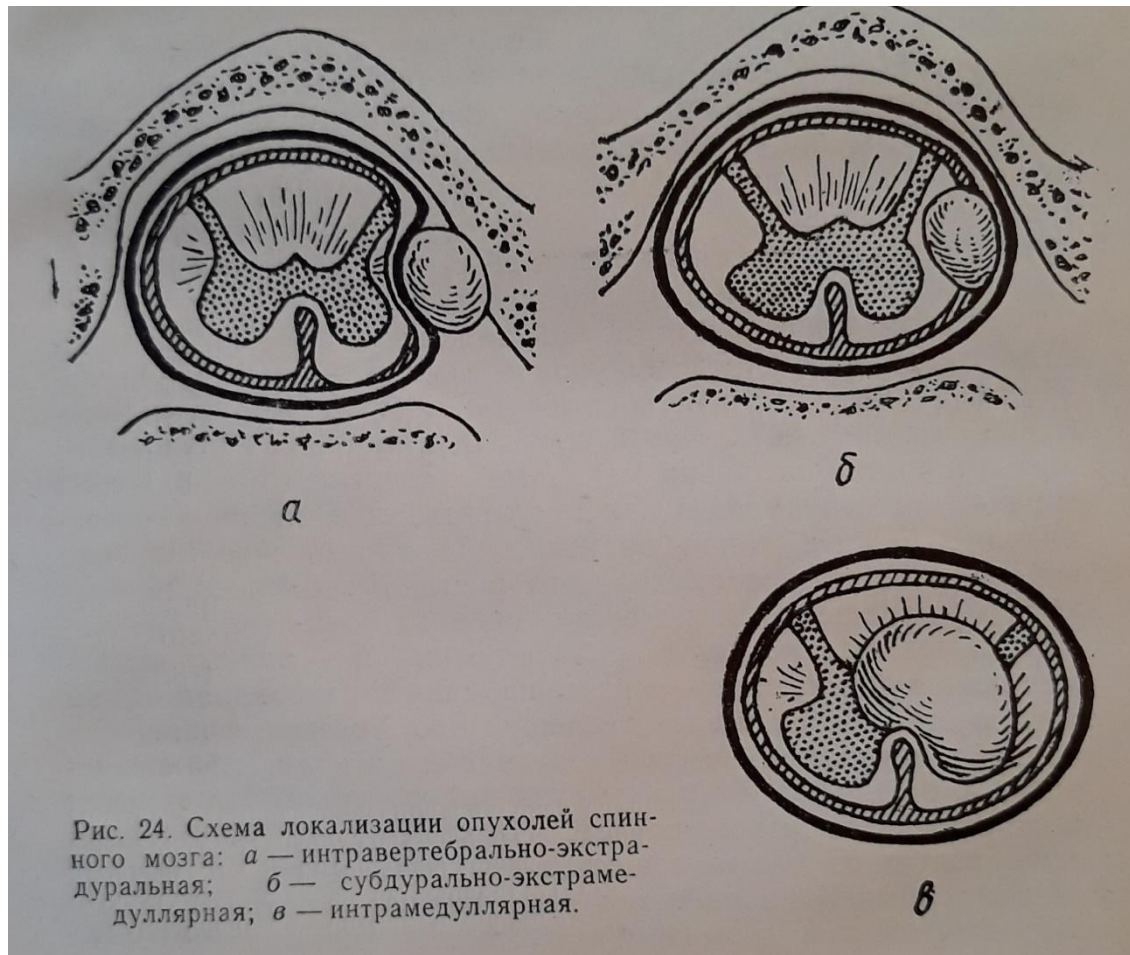 а
б
в
Рис. 24. Схема локализации опухолей спин-
ного мозга: а — интравертебрально-экстра-
дуральная; б — субдурально-экстраме-
дуллярная; в — интрамедуллярная.